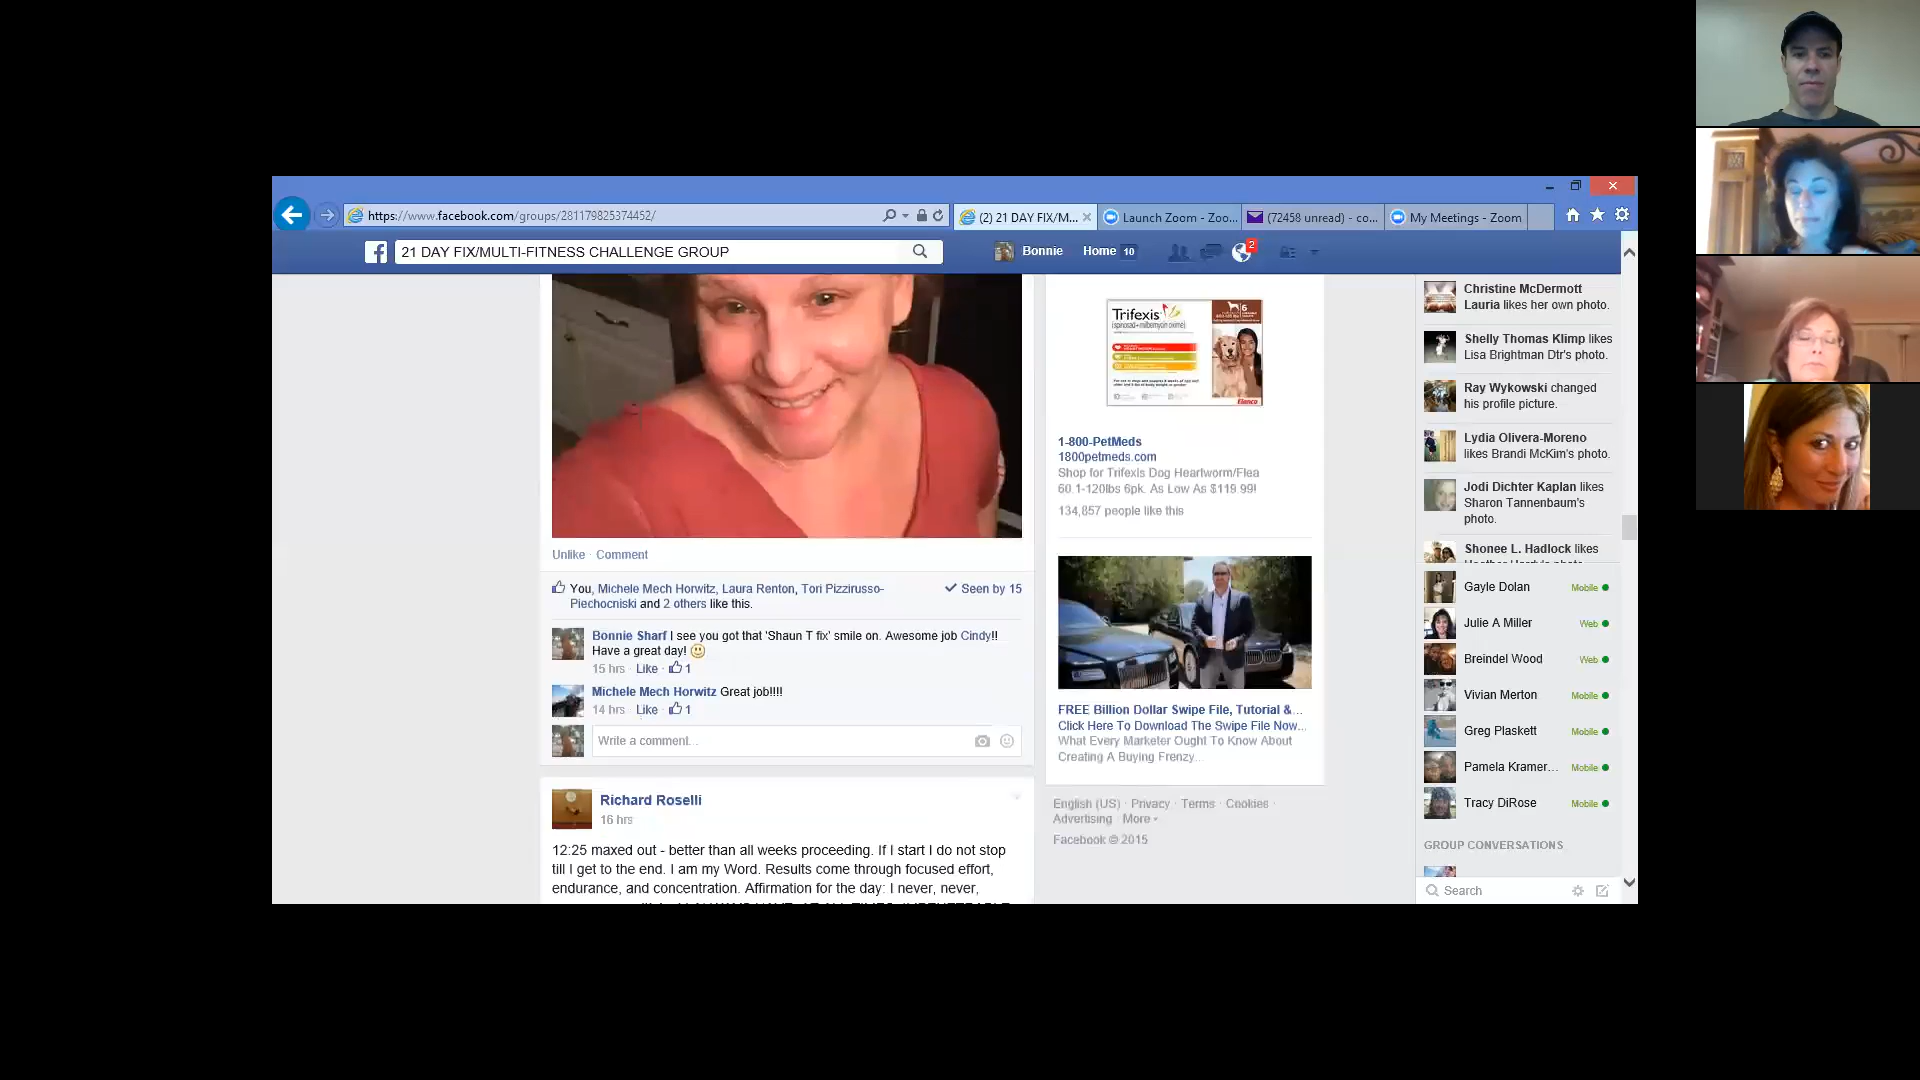 https://www.facebook.com/groups/281179825374452/
(2) 21 DAY FIX/M...
Launch Zoom - Zoo...
(72458 unread) - co...
My Meetings - Zoom
21 DAY FIX/MULTI-FITNESS CHALLENGE GROUP
Bonnie
Home 10
2
Unlike · Comment
You, Michele Mech Horwitz, Laura Renton, Tori Pizzirusso-
Piechocniski and 2 others like this.
Seen by 15
Bonnie Sharf I see you got that 'Shaun T fix' smile on. Awesome job Cindy!!
Have a great day!
15 hrs · Like · 1
Michele Mech Horwitz Great job!!!!
14 hrs · Like · 1
Write a comment...
Richard Roselli
16 hrs
12:25 maxed out - better than all weeks proceeding. If I start I do not stop
till I get to the end. I am my Word. Results come through focused effort,
endurance, and concentration. Affirmation for the day: I never, never,
Trifexis
(spinosad+milbemycin oxime)
6
Elanco
1-800-PetMeds
1800petmeds.com
Shop for Trifexis Dog Heartworm/Flea
60.1-120lbs 6pk. As Low As $119.99!
134,857 people like this
FREE Billion Dollar Swipe File, Tutorial &...
Click Here To Download The Swipe File Now...
What Every Marketer Ought To Know About
Creating A Buying Frenzy...
English (US) · Privacy · Terms · Cookies ·
Advertising · More
Facebook © 2015
Christine McDermott
Lauria likes her own photo.
Shelly Thomas Klimp likes
Lisa Brightman Dtr's photo.
Ray Wykowski changed
his profile picture.
Lydia Olivera-Moreno
likes Brandi McKim's photo.
Jodi Dichter Kaplan likes
Sharon Tannenbaum's
photo.
Shonee L. Hadlock likes
Gayle Dolan Mobile
Julie A Miller Web
Breindel Wood Web
Vivian Merton Mobile
Greg Plaskett Mobile
Pamela Kramer... Mobile
Tracy DiRose Mobile
GROUP CONVERSATIONS
Search